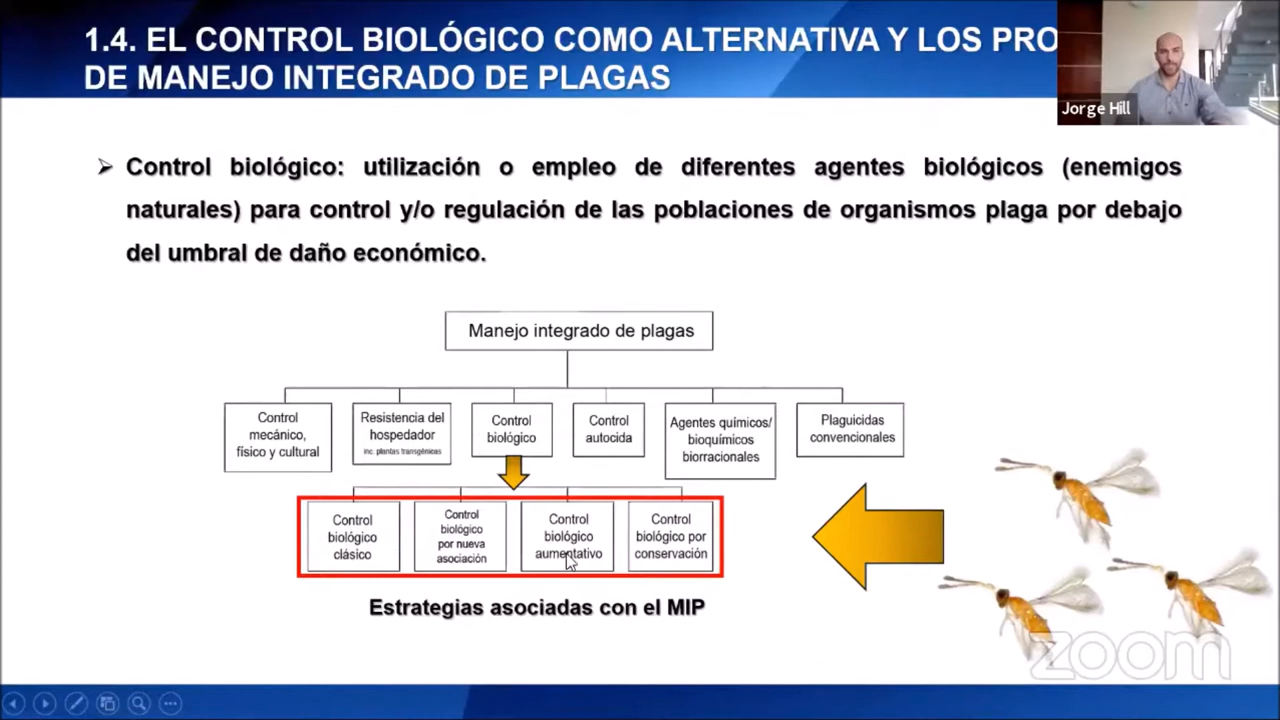 1.4. EL CONTROL BIOLÓGICO COMO ALTERNATIVA Y LOS PRO
DE MANEJO INTEGRADO DE PLAGAS
Jorge Hill
Control biológico: utilización o empleo de diferentes agentes biológicos (enemigos
naturales) para control y/o regulación de las poblaciones de organismos plaga por debajo
del umbral de daño económico.
Manejo integrado de plagas
Control
mecánico,
físico y cultural
Resistencia del
hospedador
inc. plantas transgénicas
Control
biológico
Control
autocida
Agentes químicos/
bioquímicos
biorracionales
Plaguicidas
convencionales
Control
biológico
clásico
Control
biológico
por nueva
asociación
Control
biológico
aumentativo
Control
biológico por
conservación
Estrategias asociadas con el MIP
zoom